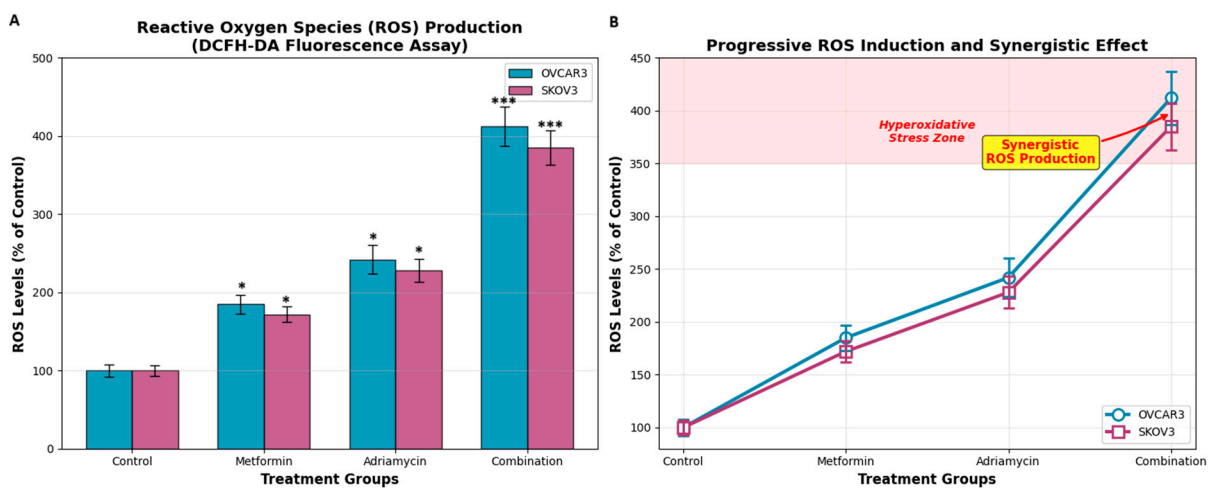 A
Reactive Oxygen Species (ROS) Production
(DCFH-DA Fluorescence Assay)
ROS Levels (% of Control)
500
400
300
200
100
0
OVCAR3
SKOV3
*
*
*
*
***
***
Control
Metformin
Adriamycin
Combination
Treatment Groups
B
Progressive ROS Induction and Synergistic Effect
ROS Levels (% of Control)
450
400
350
300
250
200
150
100
Hyperoxidative
Stress Zone
Synergistic
ROS Production
OVCAR3
SKOV3
Control
Metformin
Adriamycin
Combination
Treatment Groups